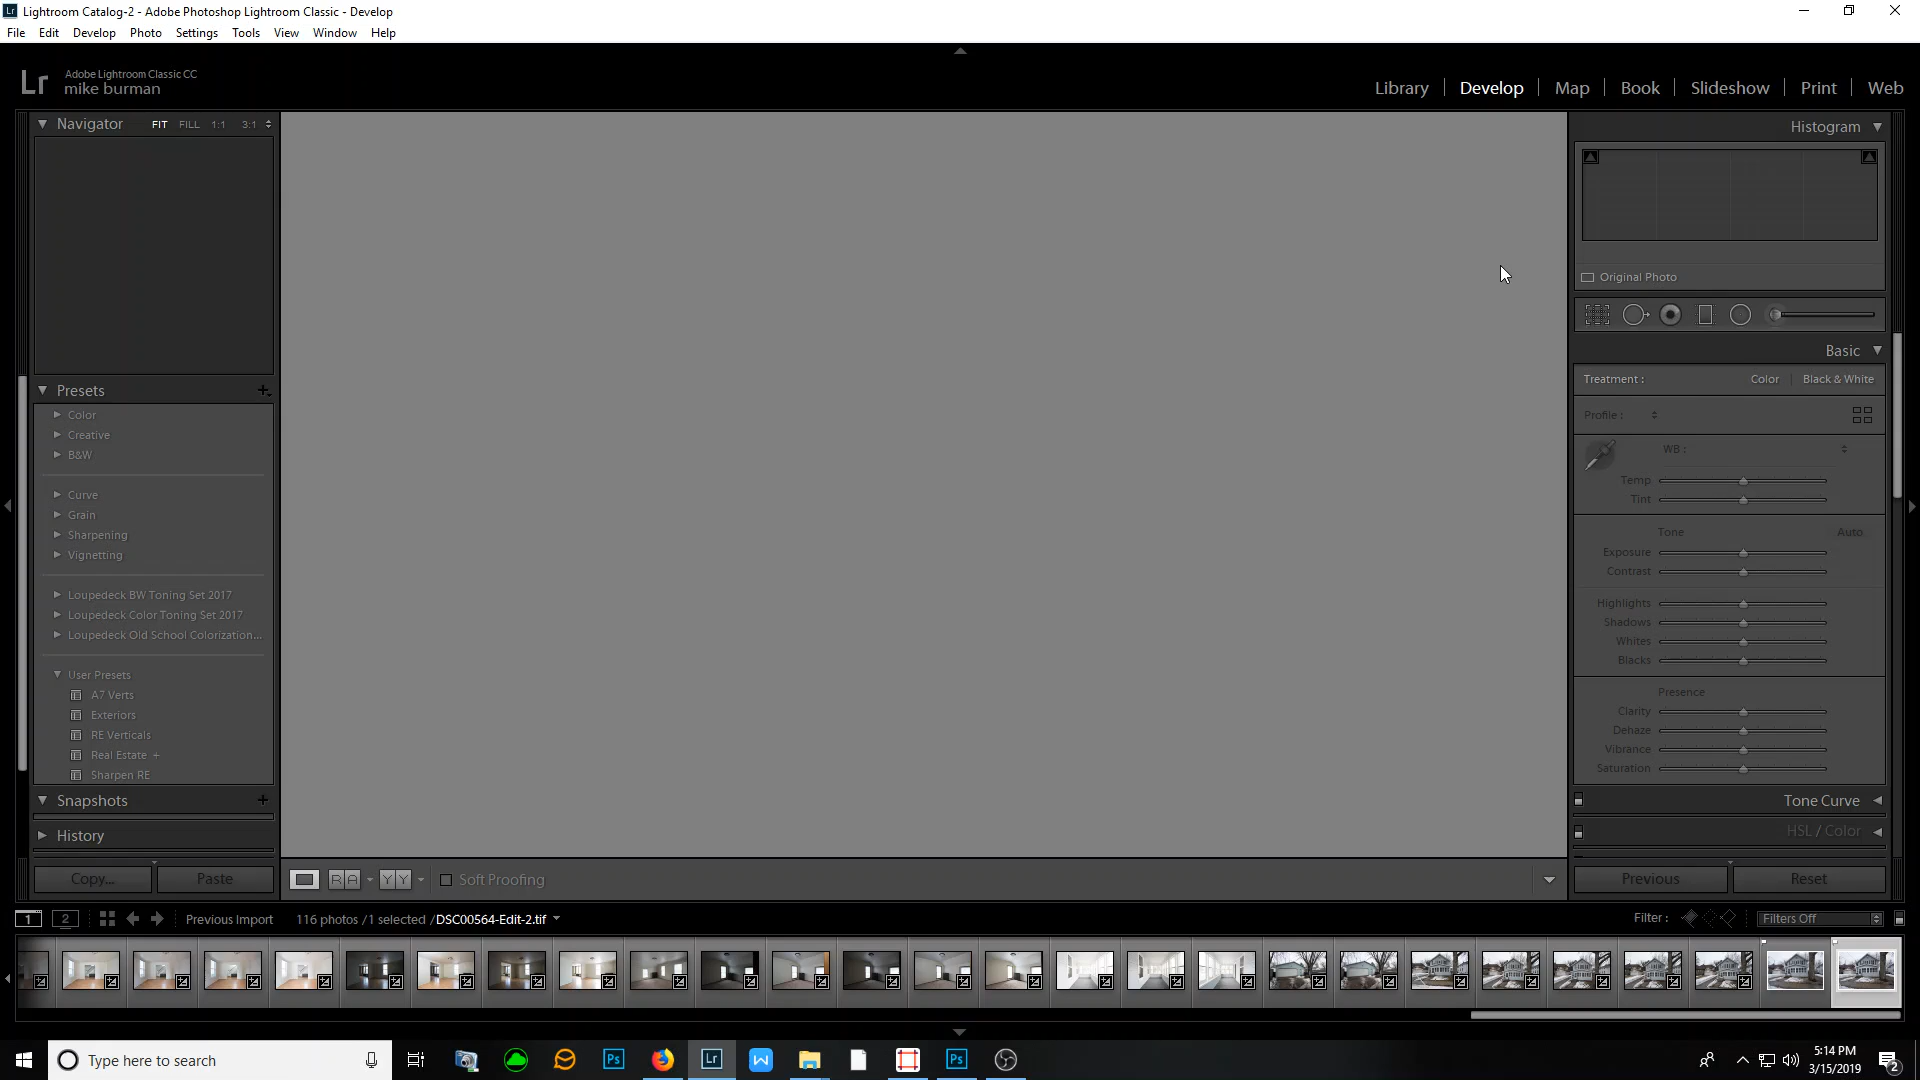 Lightroom Catalog-2 - Adobe Photoshop Lightroom Classic - Develop
File Edit Develop Photo Settings Tools View Window Help
Lr Adobe Lightroom Classic CC
mike burman
Library Develop Map Book Slideshow Print Web
Navigator FIT FILL 1:1 3:1
Histogram
Original Photo
Basic
Treatment : Color Black & White
Profile :
WB :
Temp
Tint
Tone Auto
Exposure
Contrast
Highlights
Shadows
Whites
Blacks
Presence
Clarity
Dehaze
Vibrance
Saturation
Tone Curve
HSL / Color
Presets
Color
Creative
B&W
Curve
Grain
Sharpening
Vignetting
Loupedeck BW Toning Set 2017
Loupedeck Color Toning Set 2017
Loupedeck Old School Colorization...
User Presets
A7 Verts
Exteriors
RE Verticals
Real Estate +
Sharpen RE
Snapshots
History
Copy... Paste
R A Y Y Soft Proofing
Previous Reset
1 2 Previous Import 116 photos / 1 selected / DSC00564-Edit-2.tif
Filter : Filters Off
Type here to search
Ps Lr W Ps
5:14 PM
3/15/2019
2